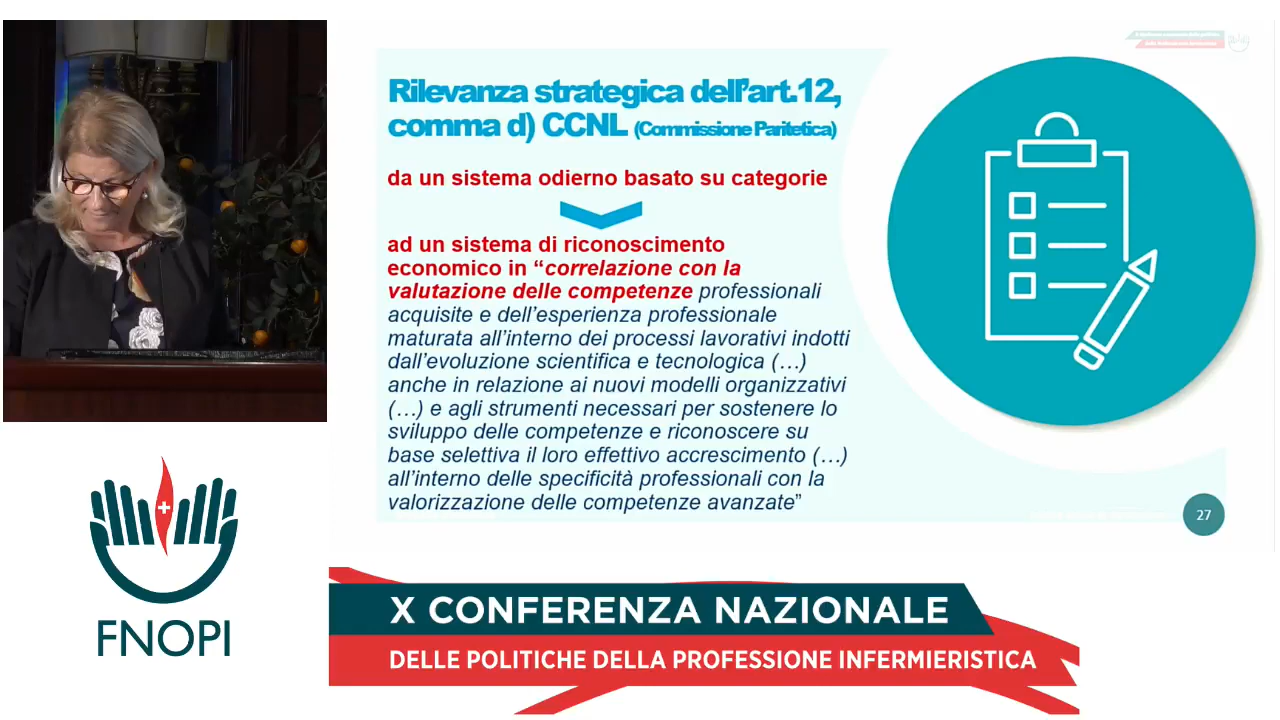 Rilevanza strategica dell'art.12,
comma d) CCNL (Commissione Paritetica)
da un sistema odierno basato su categorie
ad un sistema di riconoscimento
economico in “correlazione con la
valutazione delle competenze professionali
acquisite e dell’esperienza professionale
maturata all’interno dei processi lavorativi indotti
dall’evoluzione scientifica e tecnologica (…)
anche in relazione ai nuovi modelli organizzativi
(…) e agli strumenti necessari per sostenere lo
sviluppo delle competenze e riconoscere su
base selettiva il loro effettivo accrescimento (…)
all’interno delle specificità professionali con la
valorizzazione delle competenze avanzate”
27
FNOPI
X CONFERENZA NAZIONALE
DELLE POLITICHE DELLA PROFESSIONE INFERMIERISTICA